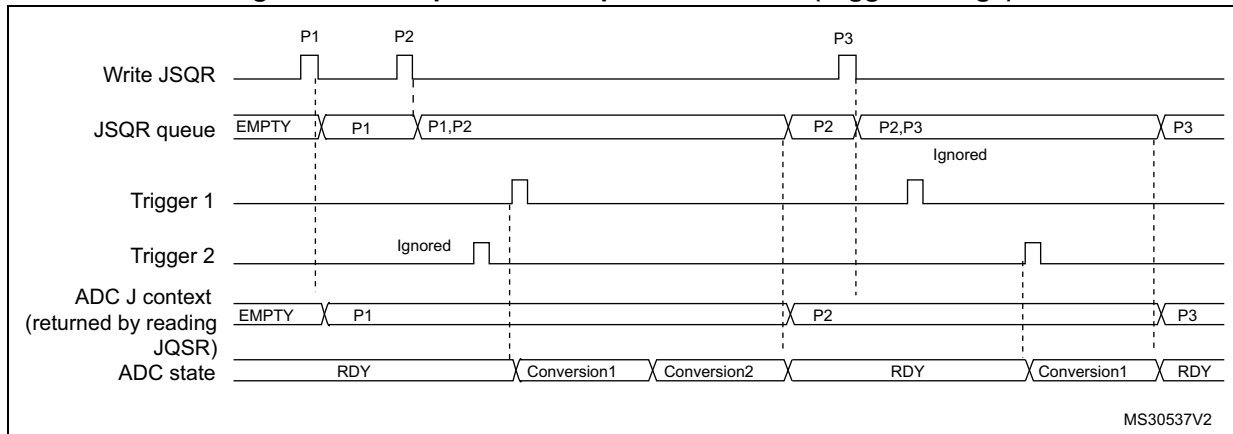 P1 P2 P3
Write JSQR
JSQR queue EMPTY P1 P1,P2 P2 P2,P3 P3
Ignored
Trigger 1
Ignored
Trigger 2
ADC J context
(returned by reading EMPTY P1 P2 P3
JQSR)
ADC state RDY Conversion1 Conversion2 RDY Conversion1 RDY
MS30537V2